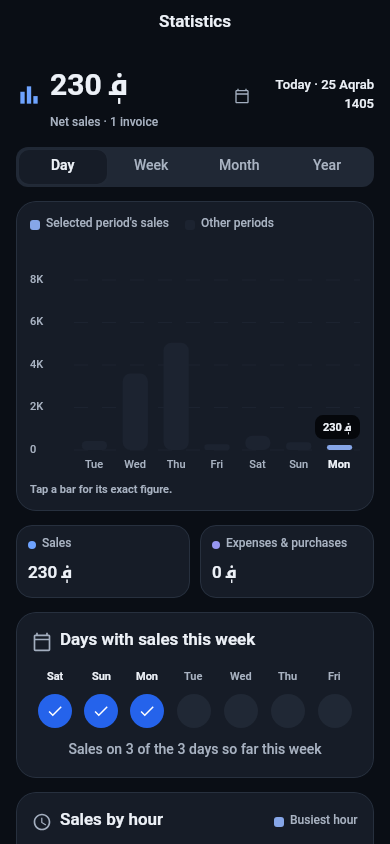 Statistics
230 ؋
Today · 25 Aqrab
1405
Net sales · 1 invoice
Day Week Month Year
Selected period's sales Other periods
8K
6K
4K
2K
230 ؋
0
Tue Wed Thu Fri Sat Sun Mon
Tap a bar for its exact figure.
Sales Expenses & purchases
230 ؋ 0 ؋
Days with sales this week
Sat Sun Mon Tue Wed Thu Fri
Sales on 3 of the 3 days so far this week
Sales by hour Busiest hour